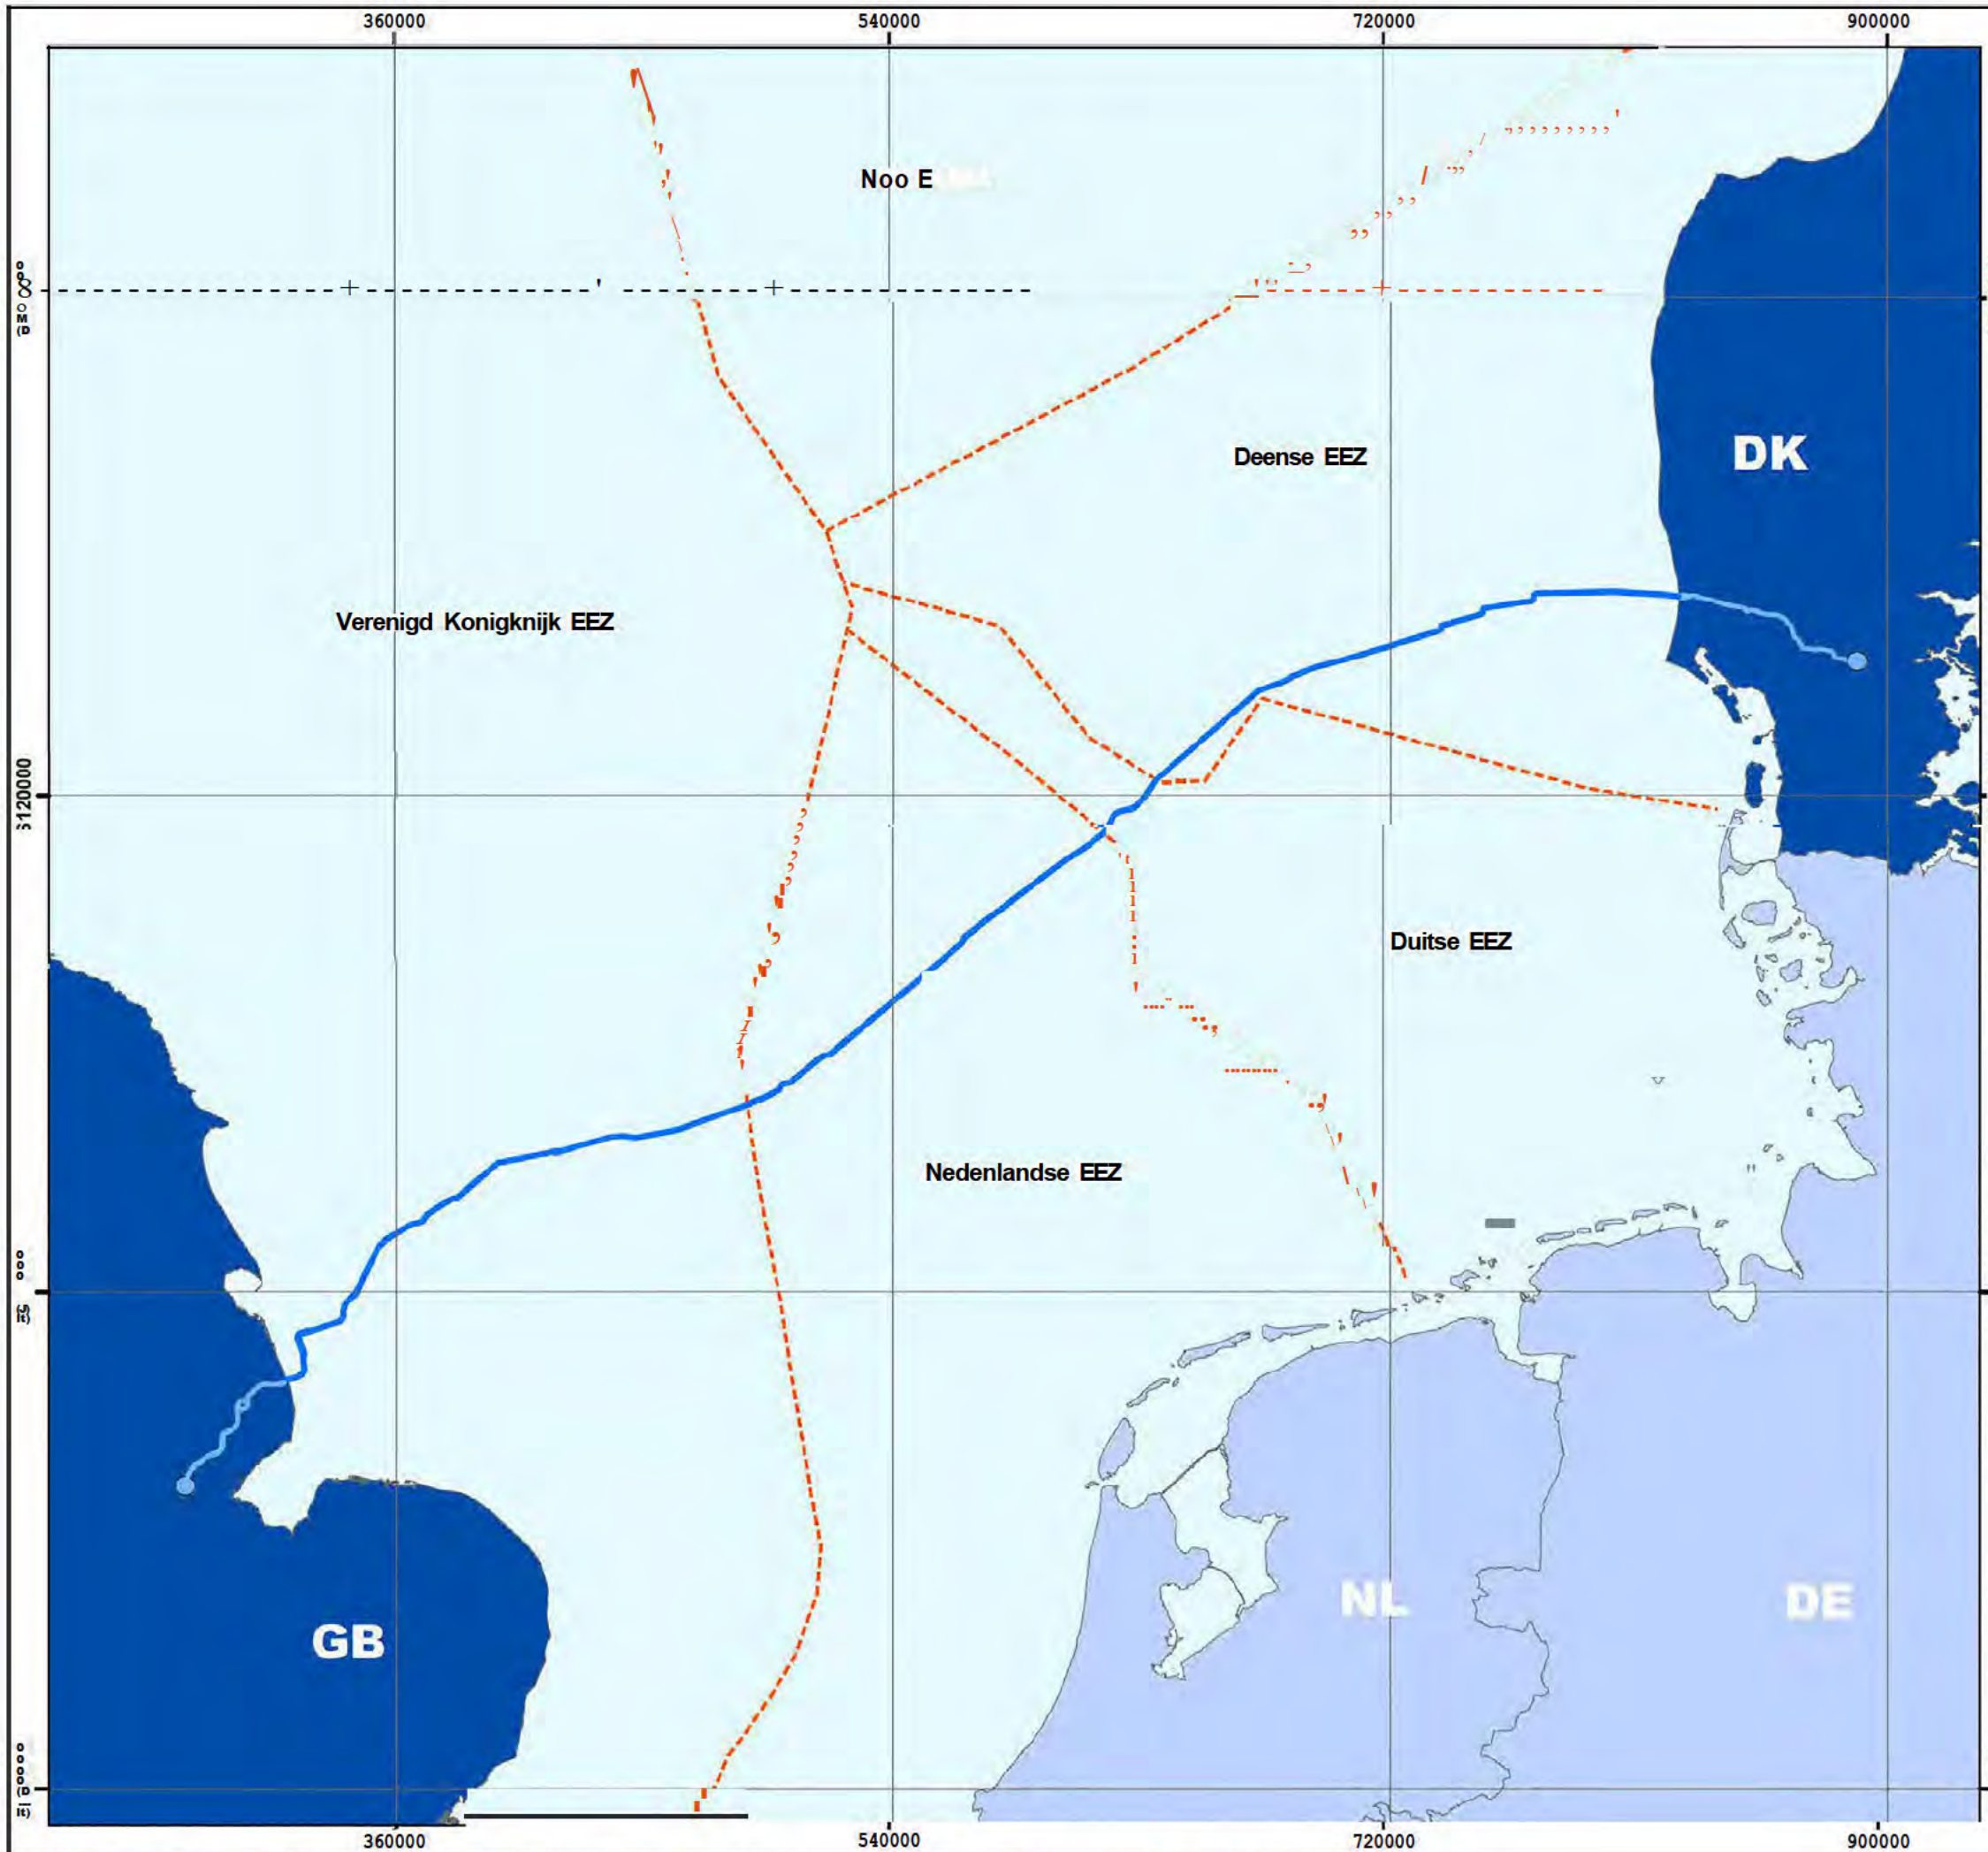 360000 540000 720000 900000
Noo E
DK
Deense EEZ
Verenigd Konigknijk EEZ
Duitse EEZ
Nedenlandse EEZ
NL
DE
GB
360000 540000 720000 900000